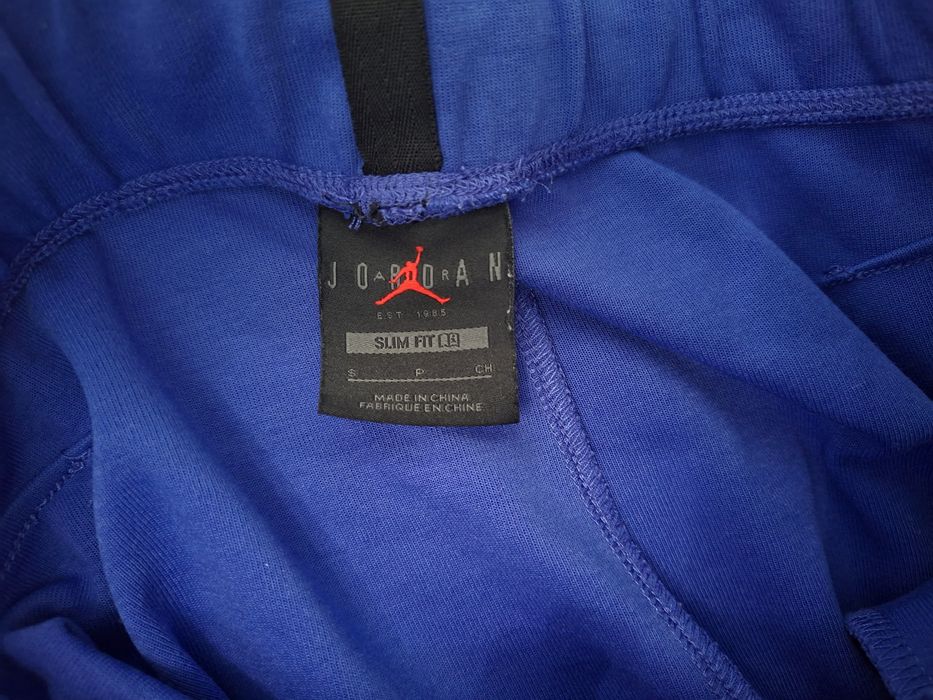 JORDAN
AIR
EST 1985
SLIM FIT
S P CH
MADE IN CHINA
FABRIQUE EN CHINE